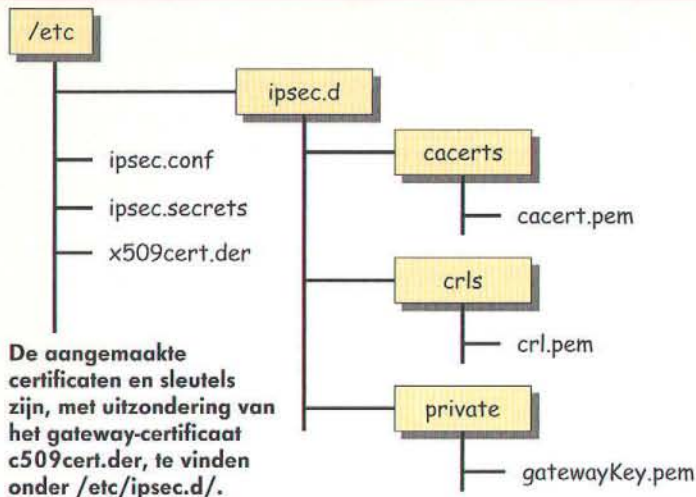 /etc
ipsec.d
ipsec.conf
ipsec.secrets
x509cert.der
cacerts
cacert.pem
crls
crl.pem
private
gatewayKey.pem
De aangemaakte
certificaten en sleutels
zijn, met uitzondering van
het gateway-certificaat
c509cert.der, te vinden
onder /etc/ipsec.d/.